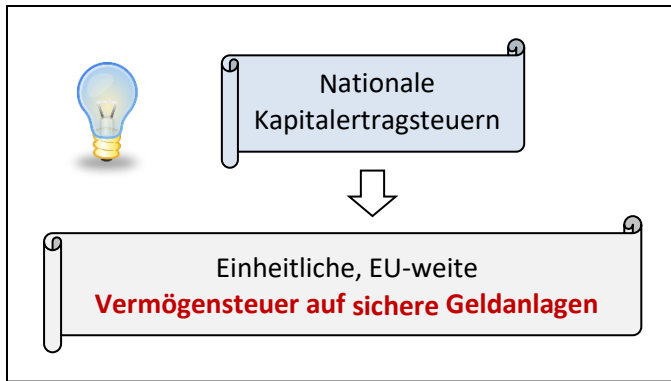 Nationale
Kapitalertragsteuern
Einheitliche, EU-weite
Vermögensteuer auf sichere Geldanlagen